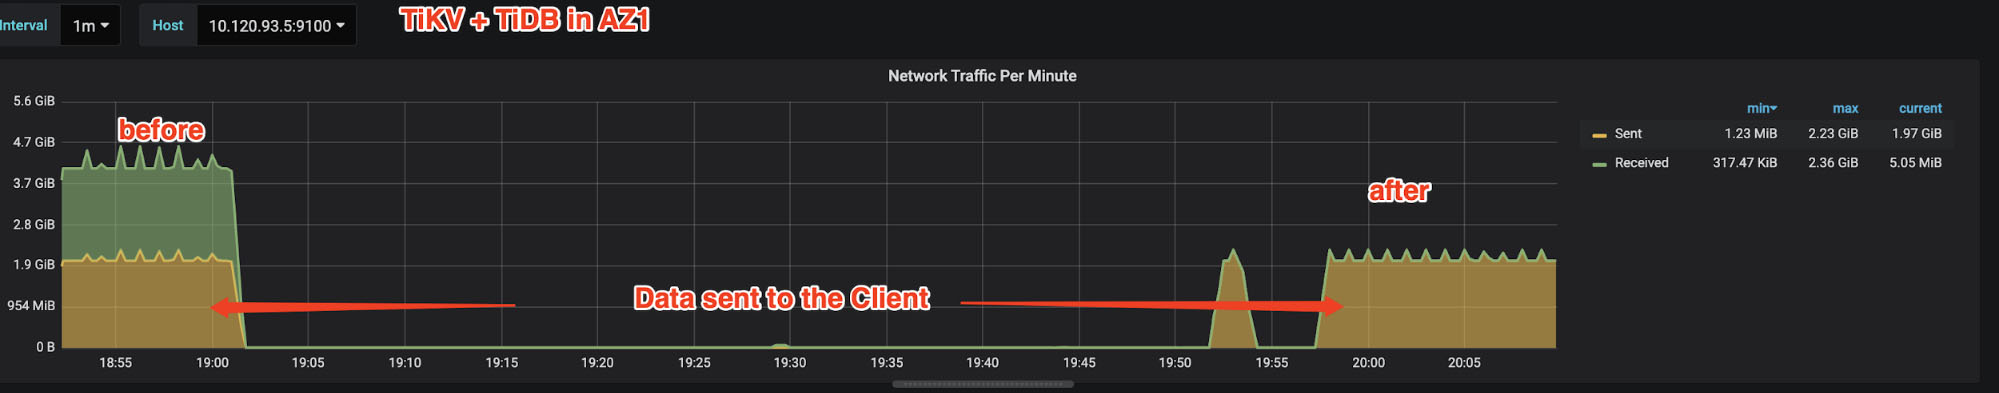 Interval 1m Host 10.120.93.5:9100 TiKV + TiDB in AZ1
Network Traffic Per Minute
5.6 GiB
4.7 GiB
3.7 GiB
2.8 GiB
1.9 GiB
954 MiB
0 B
before
after
Data sent to the Client
18:55 19:00 19:05 19:10 19:15 19:20 19:25 19:30 19:35 19:40 19:45 19:50 19:55 20:00 20:05
min max current
Sent 1.23 MiB 2.23 GiB 1.97 GiB
Received 317.47 KiB 2.36 GiB 5.05 MiB